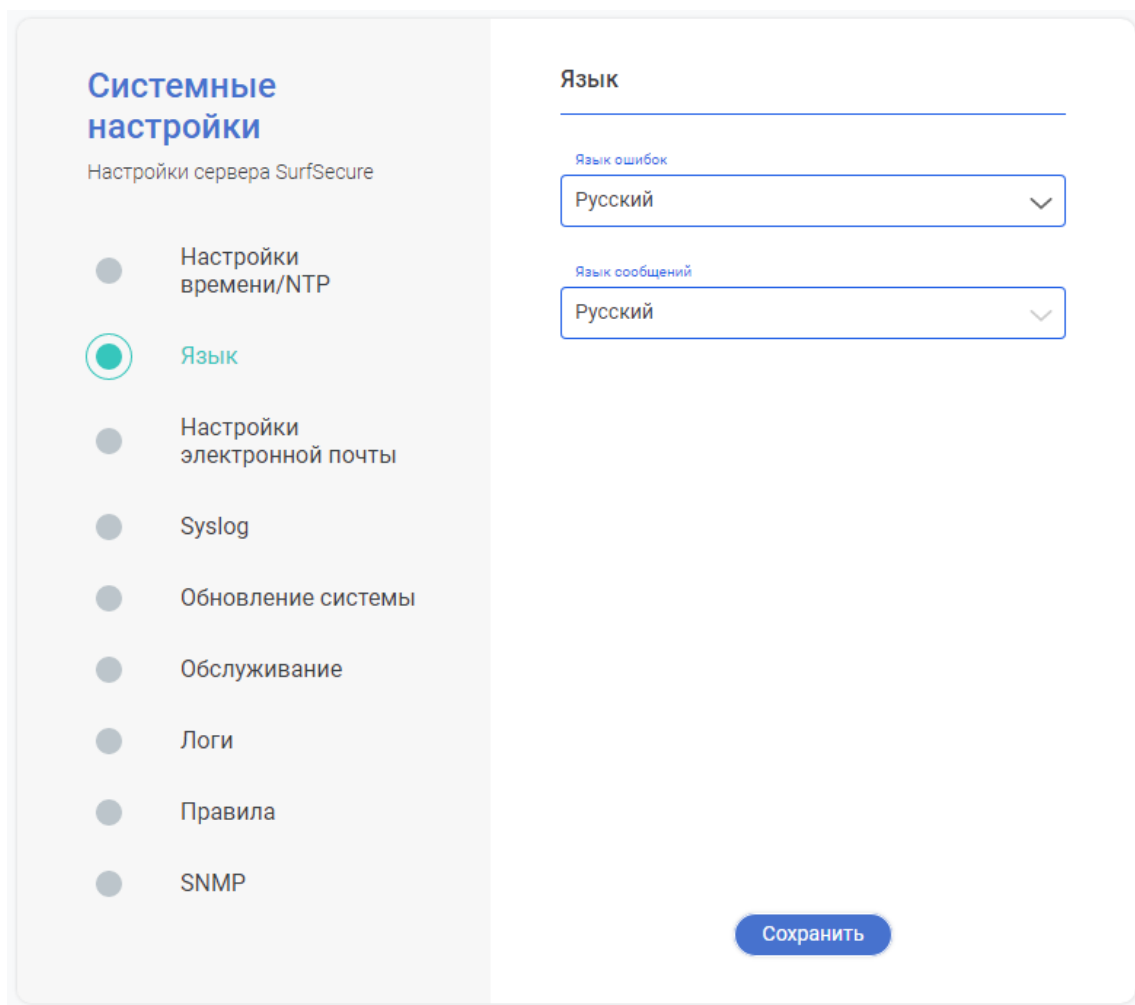 Системные
настройки
Настройки сервера SurfSecure
Настройки
времени/NTP
Язык
Настройки
электронной почты
Syslog
Обновление системы
Обслуживание
Логи
Правила
SNMP
Язык
Язык ошибок
Русский
Язык сообщений
Русский
Сохранить